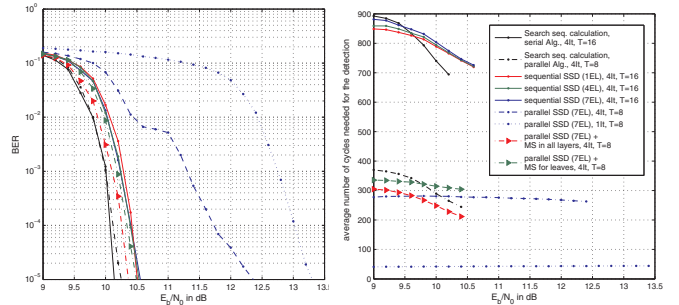 10⁰
10⁻¹
10⁻²
10⁻³
10⁻⁴
10⁻⁵
BER
9 9.5 10 10.5 11 11.5 12 12.5 13 13.5
E_b/N_0 in dB
900
800
700
600
500
400
300
200
100
0
average number of cycles needed for the detection
9 9.5 10 10.5 11 11.5 12 12.5 13 13.5
E_b/N_0 in dB
Search seq. calculation,
serial Alg., 4It, T=16
Search seq. calculation,
parallel Alg., 4It, T=8
sequential SSD (1EL), 4It, T=16
sequential SSD (4EL), 4It, T=16
sequential SSD (7EL), 4It, T=16
parallel SSD (7EL), 4It, T=8
parallel SSD (7EL), 1It, T=8
parallel SSD (7EL) +
MS in all layers, 4It, T=8
parallel SSD (7EL) +
MS for leaves, 4It, T=8